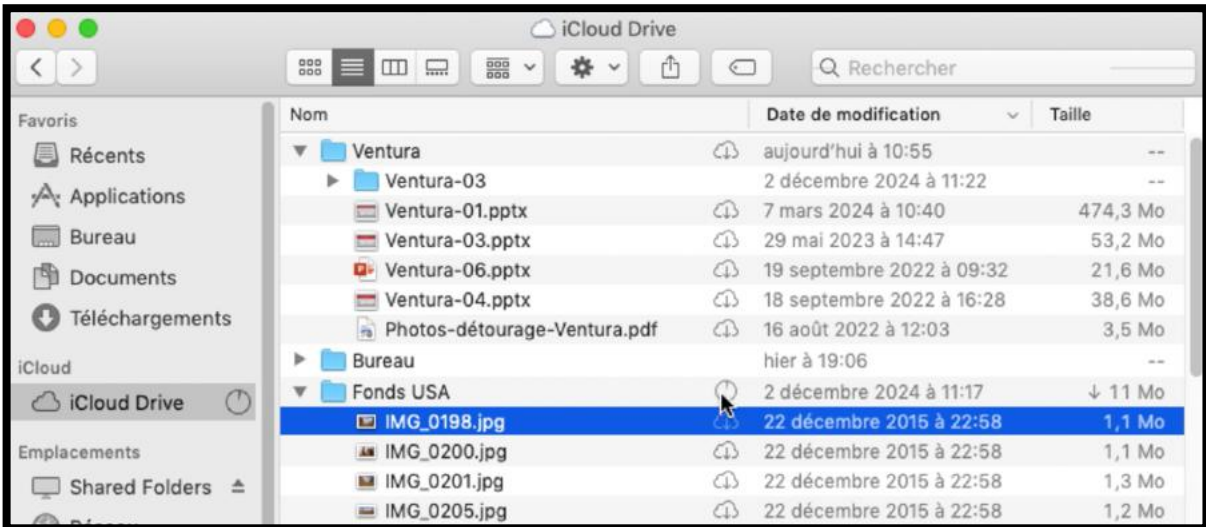 iCloud Drive
Rechercher
Favoris
Récents
Applications
Bureau
Documents
Téléchargements
iCloud
iCloud Drive
Emplacements
Shared Folders
Réseau
Nom Date de modification Taille
Ventura aujourd'hui à 10:55 --
Ventura-03 2 décembre 2024 à 11:22 --
Ventura-01.pptx 7 mars 2024 à 10:40 474,3 Mo
Ventura-03.pptx 29 mai 2023 à 14:47 53,2 Mo
Ventura-06.pptx 19 septembre 2022 à 09:32 21,6 Mo
Ventura-04.pptx 18 septembre 2022 à 16:28 38,6 Mo
Photos-détourage-Ventura.pdf 16 août 2022 à 12:03 3,5 Mo
Bureau hier à 19:06 --
Fonds USA 2 décembre 2024 à 11:17 ↓ 11 Mo
IMG_0198.jpg 22 décembre 2015 à 22:58 1,1 Mo
IMG_0200.jpg 22 décembre 2015 à 22:58 1,1 Mo
IMG_0201.jpg 22 décembre 2015 à 22:58 1,3 Mo
IMG_0205.jpg 22 décembre 2015 à 22:58 1,2 Mo